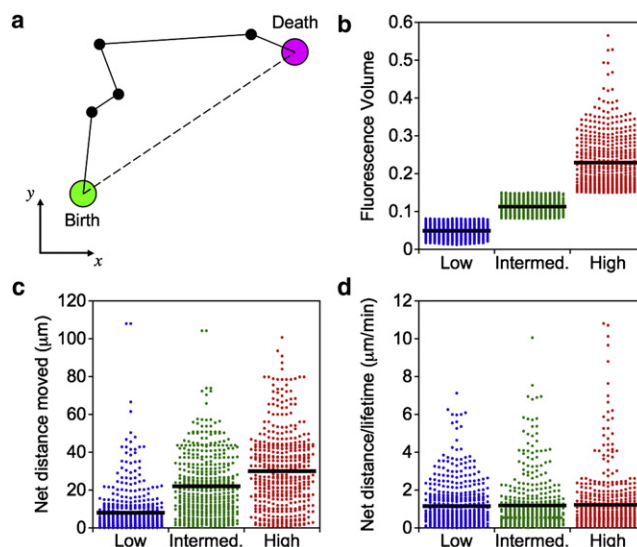 a
Death
Birth
y
x
b
Fluorescence Volume
0.6
0.5
0.4
0.3
0.2
0.1
0
Low Intermed. High
c
Net distance moved (μm)
120
100
80
60
40
20
0
Low Intermed. High
d
Net distance/lifetime (μm/min)
12
10
8
6
4
2
0
Low Intermed. High